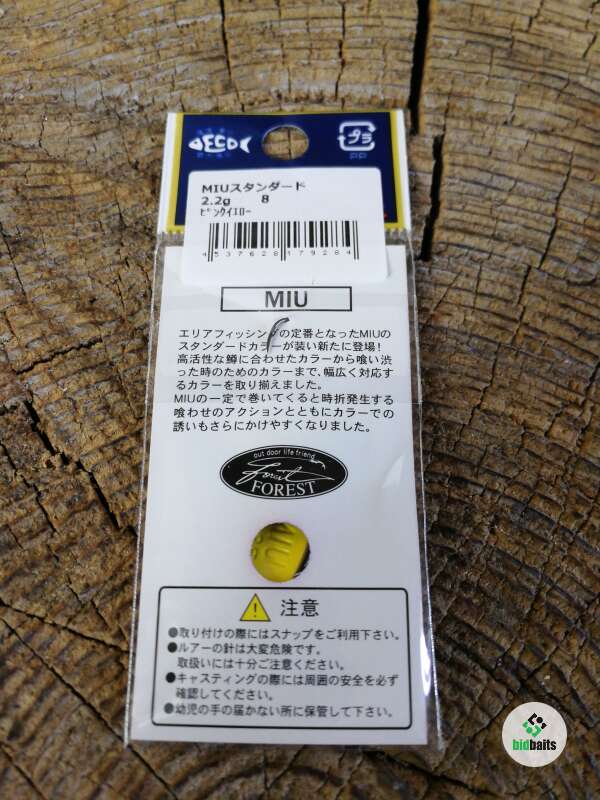 ECO
プラ
PP
MIUスタンダード
2.2g 8
ピンクイエロー
4537628179284
MIU
エリアフィッシングの定番となったMIUの
スタンダードカラーが装い新たに登場!
高活性な鱒に合わせたカラーから喰い渋
った時のためのカラーまで、幅広く対応す
るカラーを取り揃えました。
MIUの一定で巻いてくると時折発生する
喰わせのアクションとともにカラーでの
誘いもさらにかけやすくなりました。
out door life friend
Forest
FOREST
注意
●取り付けの際にはスナップをご利用下さい。
●ルアーの針は大変危険です。
取扱いには十分ご注意ください。
●キャスティングの際には周囲の安全を必ず
確認してください。
●幼児の手の届かない所に保管して下さい。
bidbaits